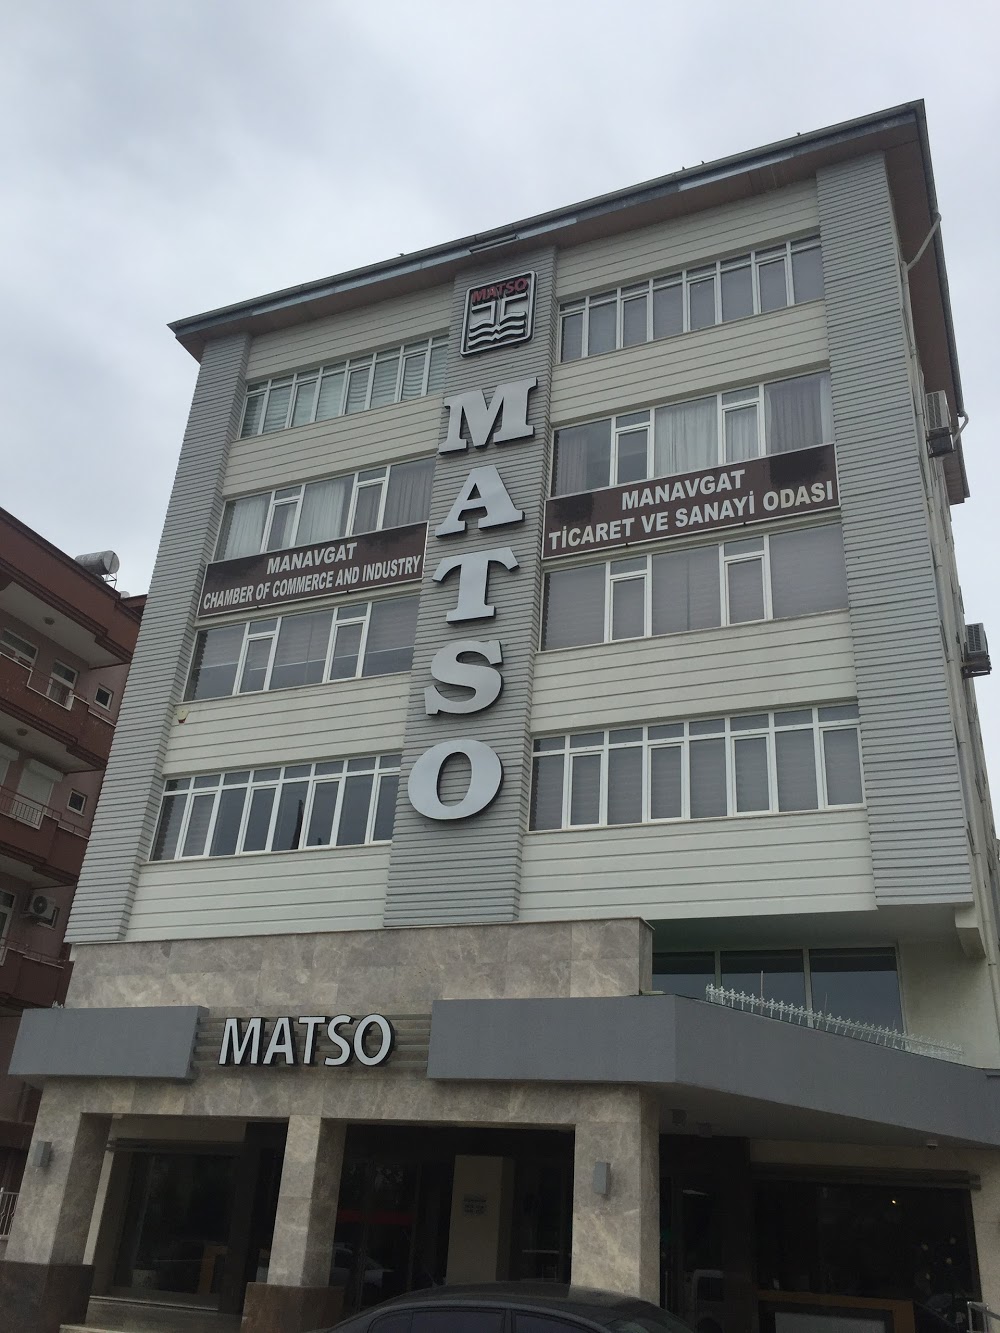 MATSO
MATSO
MANAVGAT
CHAMBER OF COMMERCE AND INDUSTRY
MANAVGAT
TİCARET VE SANAYİ ODASI
MATSO